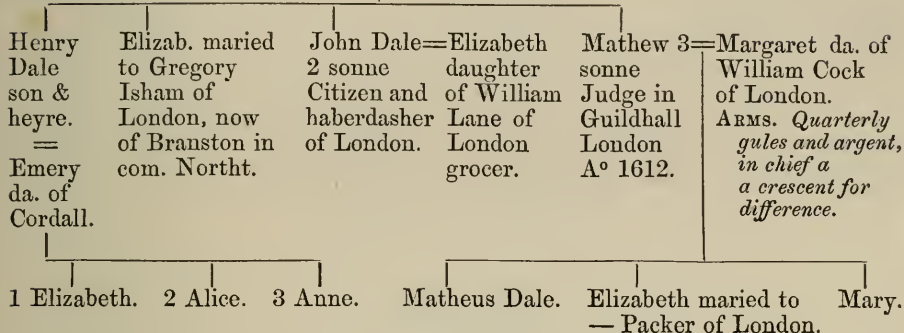 Henry
Dale
son &
heyre.
=
Emery
da. of
Cordall.
Elizab. maried
to Gregory
Isham of
London, now
of Branston in
com. Northt.
John Dale=Elizabeth
2 sonne
Citizen and
haberdasher
of London.
daughter
of William
Lane of
London
grocer.
Mathew 3=Margaret da. of
sonne
Judge in
Guildhall
London
Aº 1612.
William Cock
of London.
ARMS. Quarterly
gules and argent,
in chief a
a crescent for
difference.
1 Elizabeth. 2 Alice. 3 Anne.
Matheus Dale.
Elizabeth maried to
— Packer of London.
Mary.